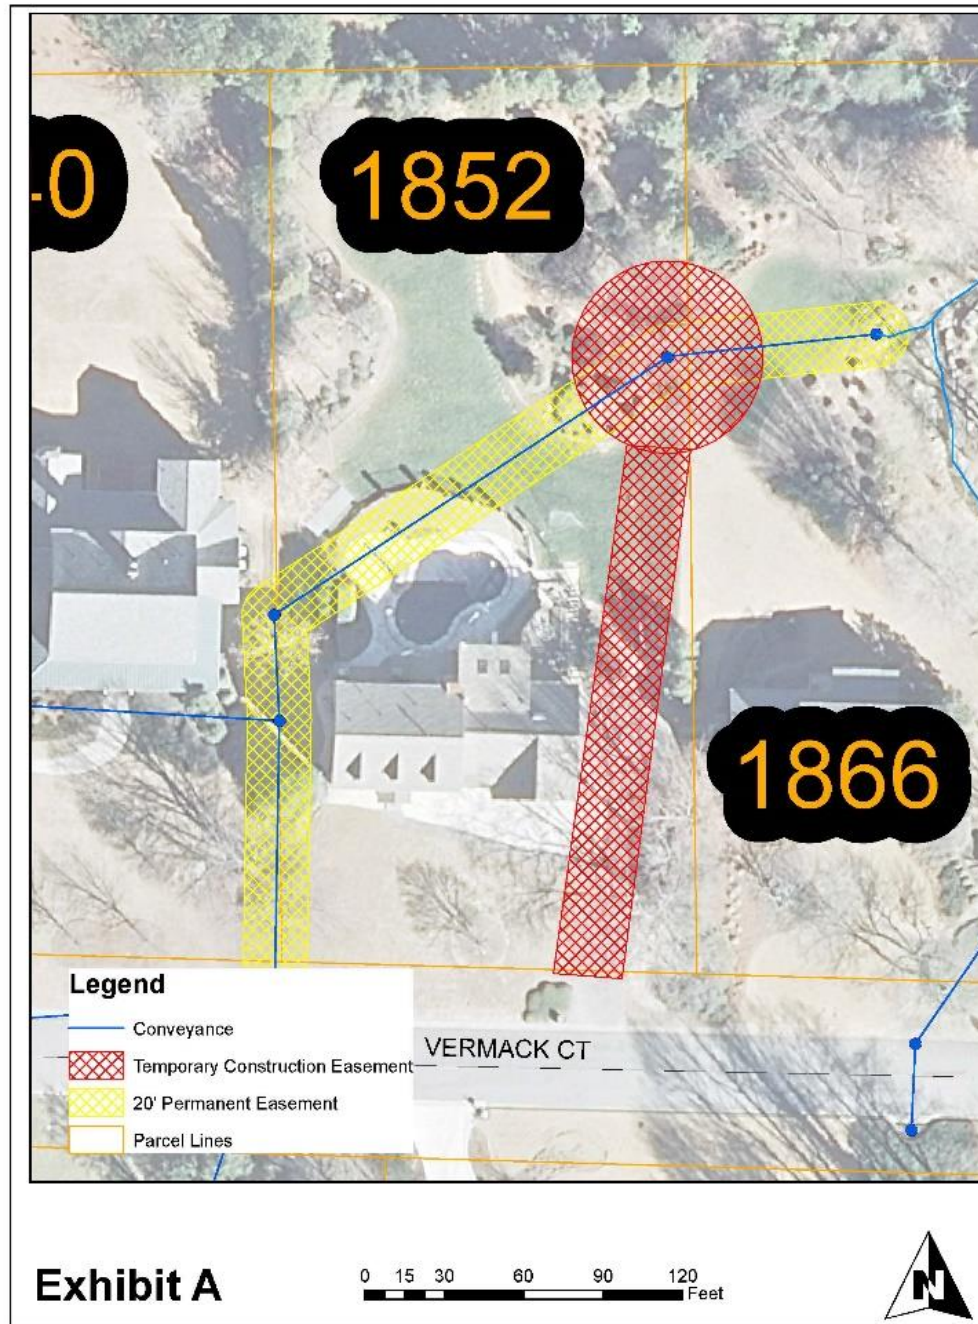 -0
1852
1866
Legend
Conveyance
Temporary Construction Easement
20' Permanent Easement
Parcel Lines
VERMACK CT
Exhibit A
0 15 30 60 90 120
Feet
N